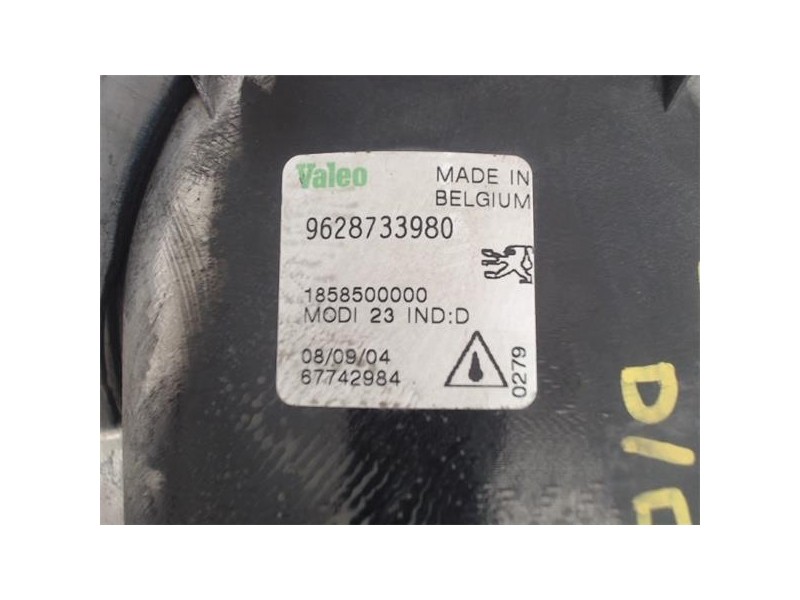 Valeo
MADE IN
BELGIUM
9628733980
1858500000
MODI 23 IND:D
08/09/04
67742984
0279
D/